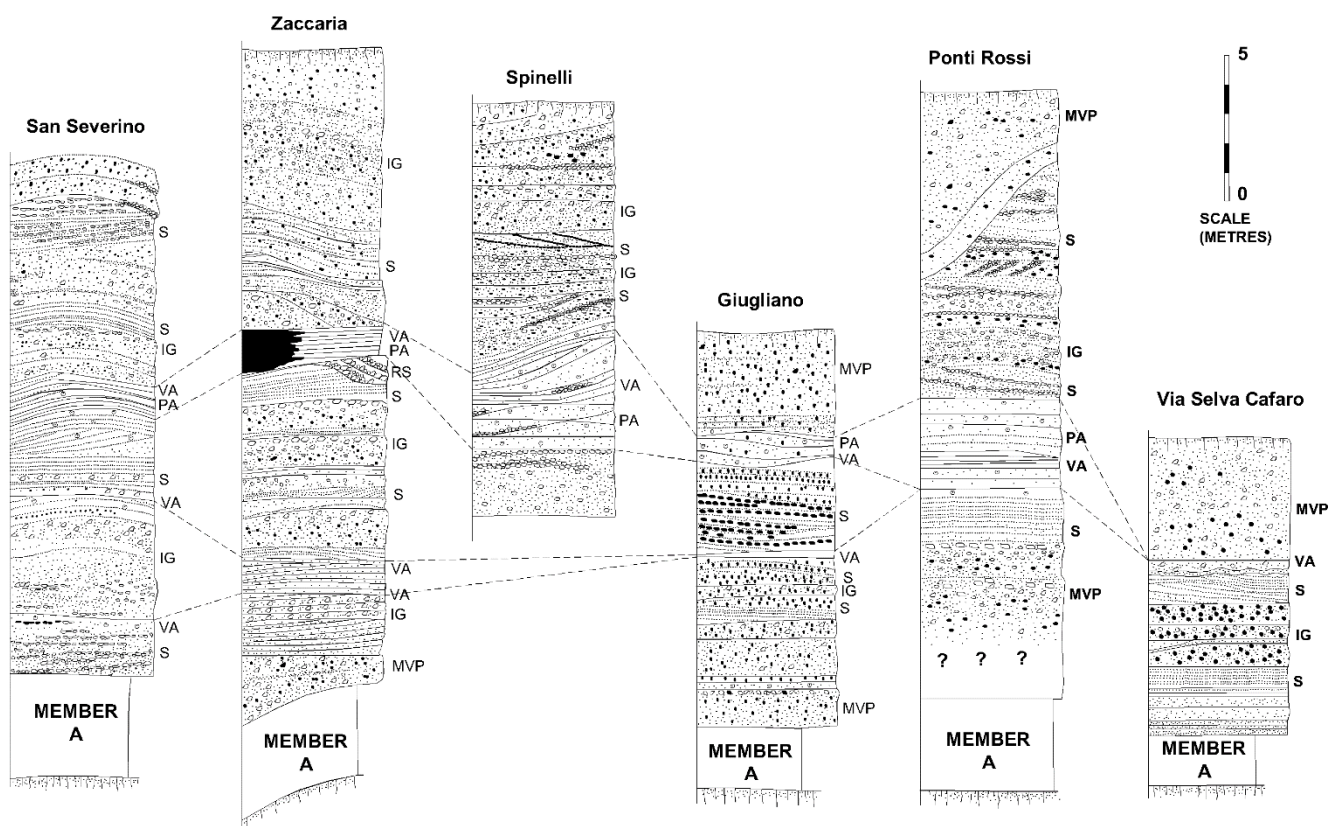 San Severino
S
S
IG
VA
PA
S
VA
IG
VA
S
MEMBER
A
Zaccaria
IG
S
VA
PA
RS
S
IG
S
VA
VA
IG
MVP
MEMBER
A
Spinelli
IG
S
IG
S
VA
PA
Giugliano
MVP
PA
VA
S
VA
S
IG
S
MVP
MEMBER
A
Ponti Rossi
MVP
S
IG
S
PA
VA
S
MVP
? ? ?
MEMBER
A
5
0
SCALE
(METRES)
Via Selva Cafaro
MVP
VA
S
IG
S
MEMBER
A